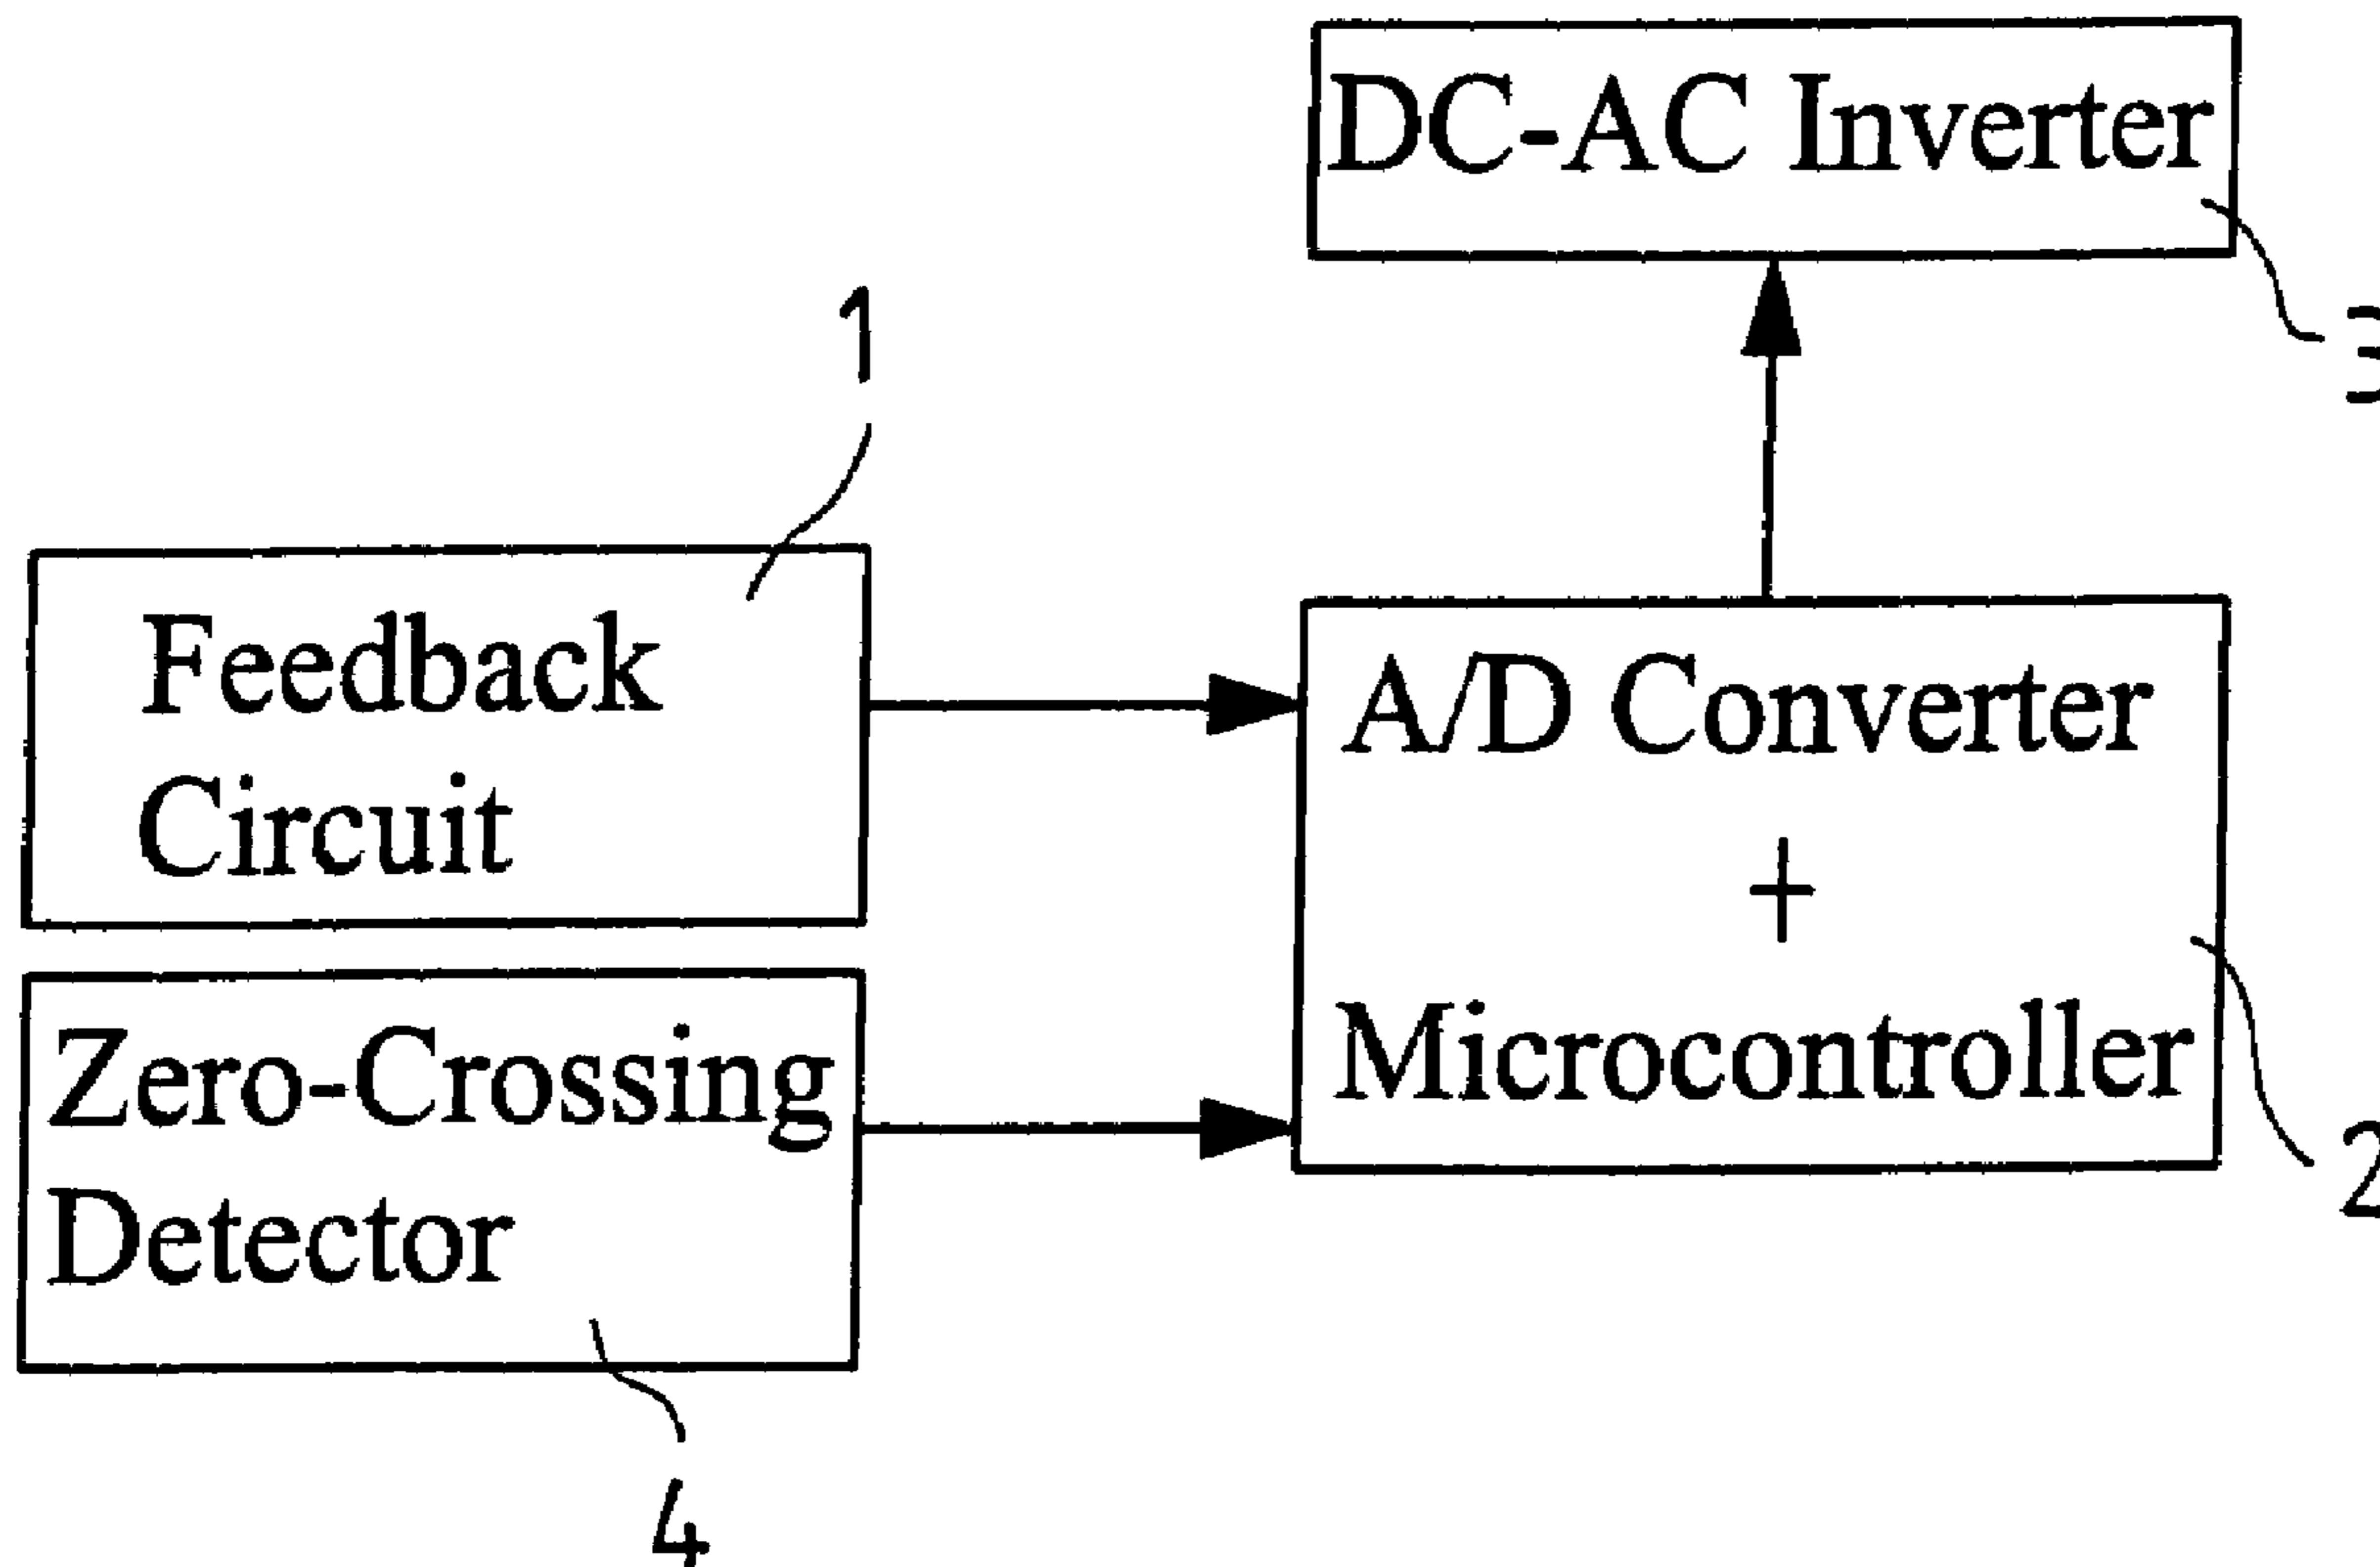 DC-AC Inverter
3
1
Feedback
Circuit
A/D Converter
+
Microcontroller
2
Zero-Crossing
Detector
4